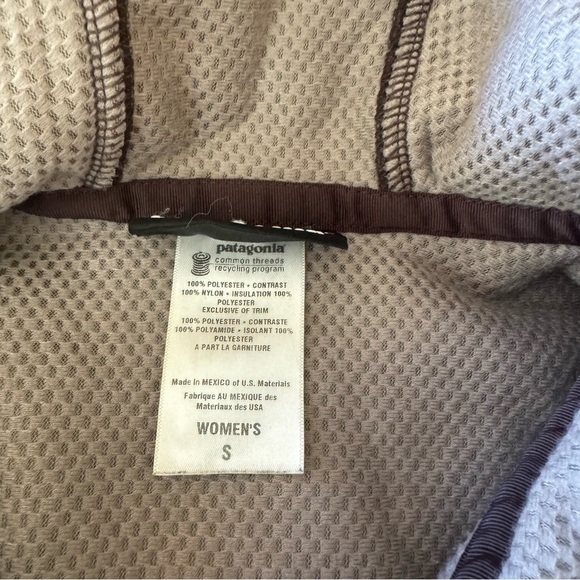 patagonia
common threads
recycling program
100% POLYESTER • CONTRAST
100% NYLON • INSULATION 100%
POLYESTER
EXCLUSIVE OF TRIM
100% POLYESTER • CONTRASTE
100% POLYAMIDE • ISOLANT 100%
POLYESTER
A PART LA GARNITURE
Made in MEXICO of U.S. Materials
Fabrique AU MEXIQUE des
Materiaux des USA
WOMEN'S
S